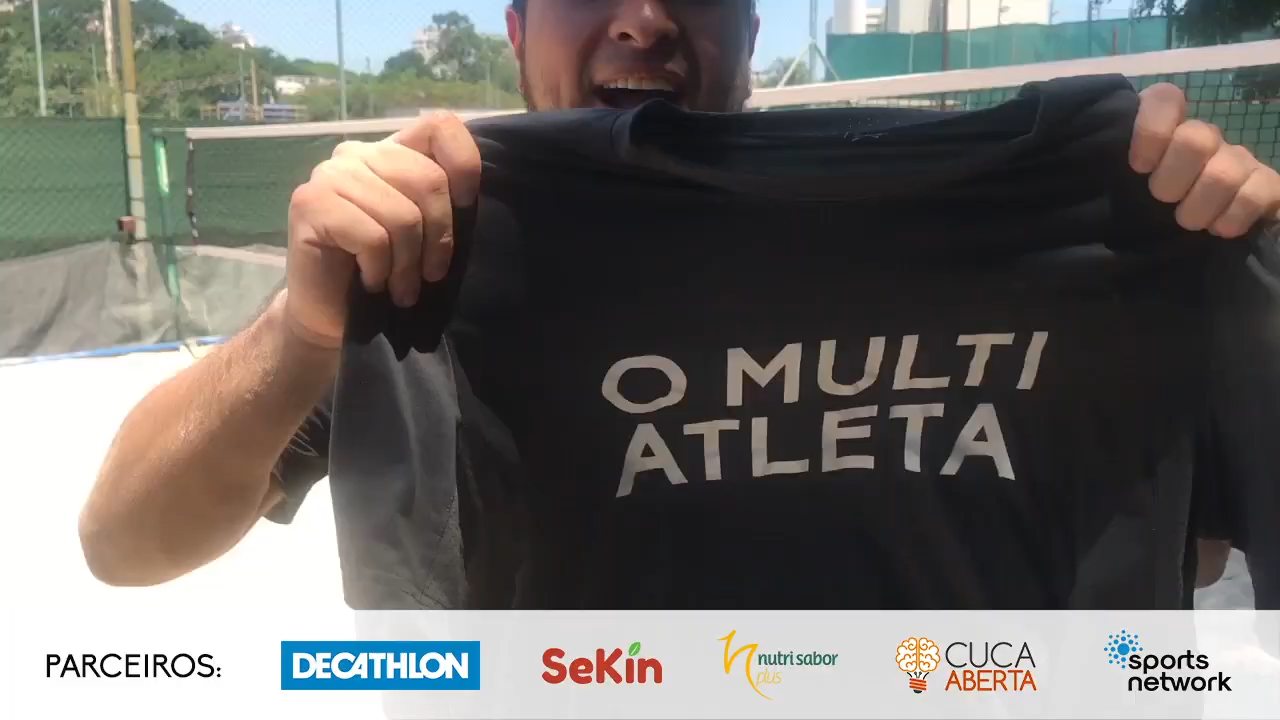 O MULTI
ATLETA
PARCEIROS:
DECATHLON
SeKin
nutri sabor
plus
CUCA
ABERTA
sports
network